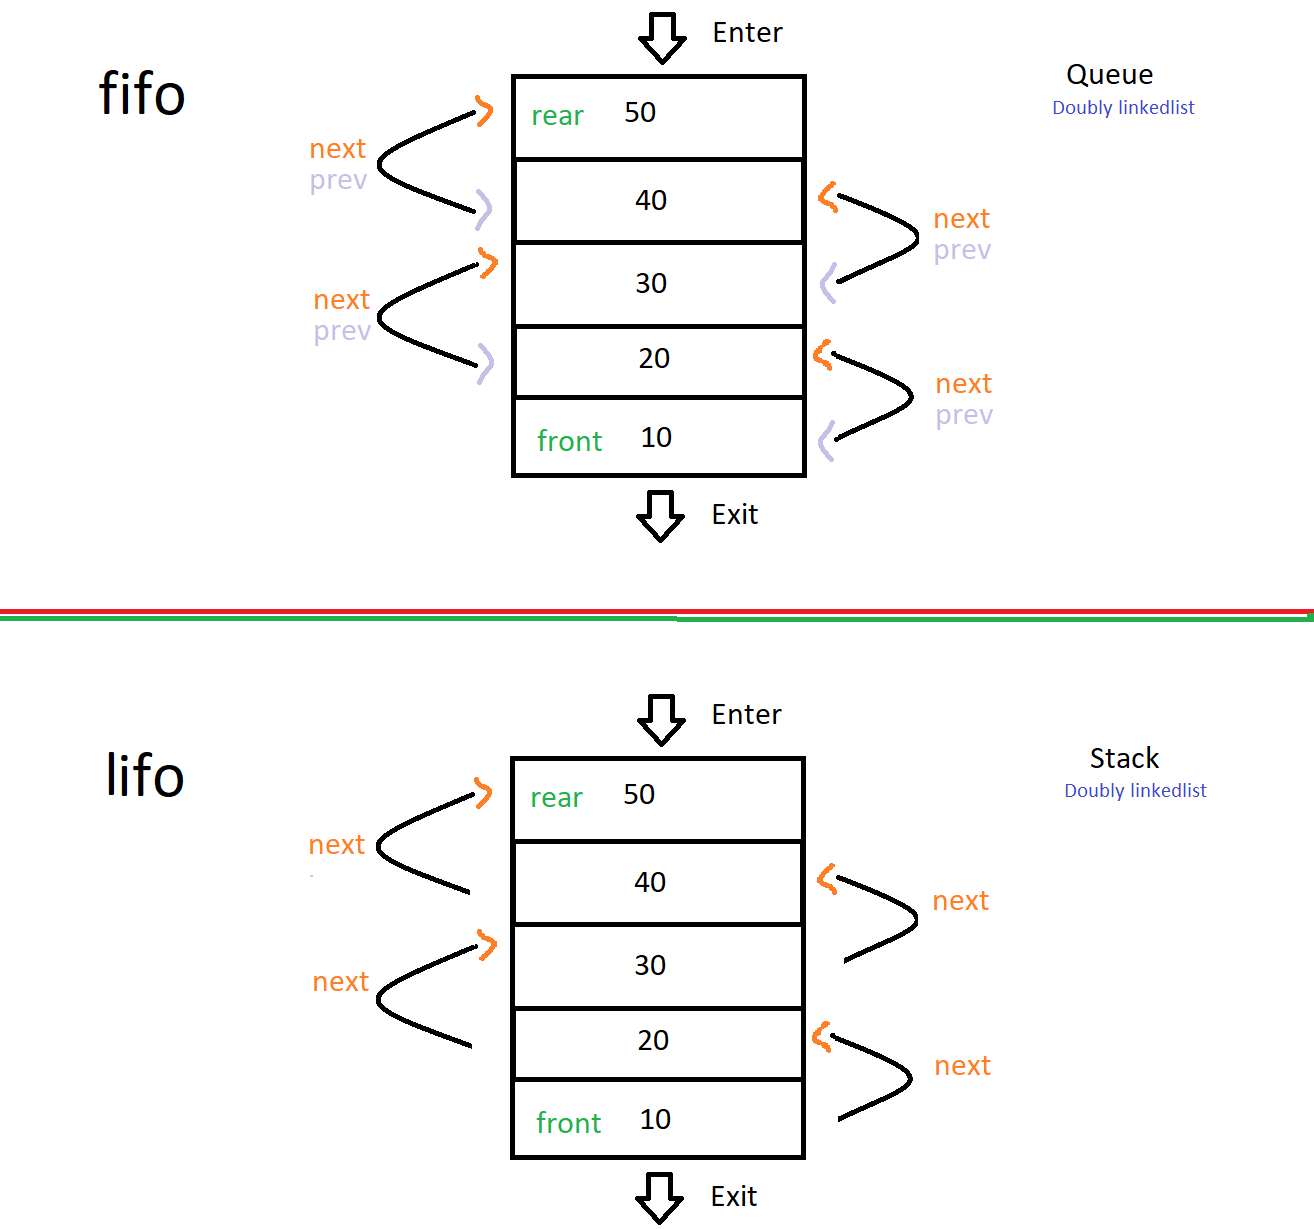 Enter
fifo
Queue
Doubly linkedlist
rear 50
next
prev
40
next
prev
30
next
prev
20
next
prev
front 10
Exit
Enter
lifo
Stack
Doubly linkedlist
rear 50
next
40
next
30
next
20
next
front 10
Exit